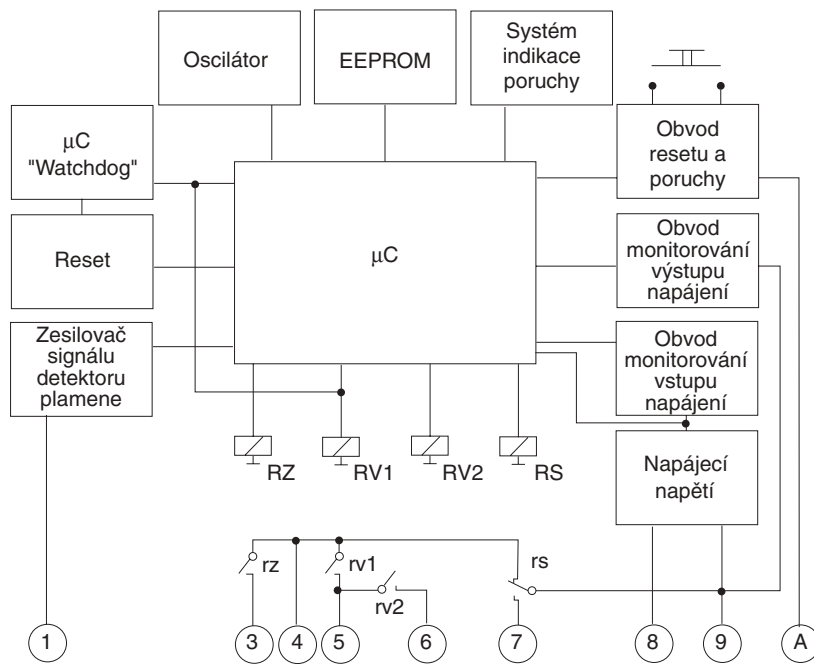 Oscilátor
EEPROM
Systém
indikace
poruchy
μC
"Watchdog"
Obvod
resetu a
poruchy
Reset
μC
Obvod
monitorování
výstupu
napájení
Zesilovač
signálu
detektoru
plamene
Obvod
monitorování
vstupu
napájení
RZ
RV1
RV2
RS
Napájecí
napětí
rz
rv1
rv2
rs
1
3
4
5
6
7
8
9
A